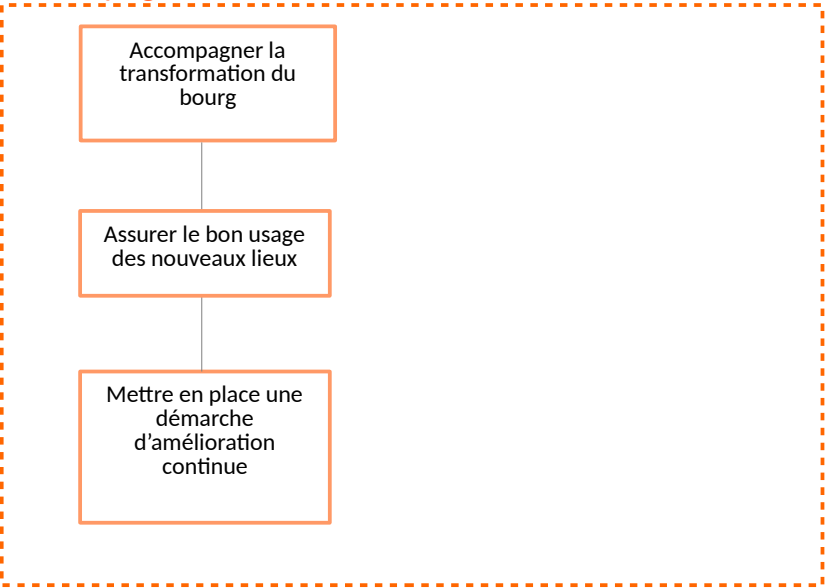 Accompagner la
transformation du
bourg
Assurer le bon usage
des nouveaux lieux
Mettre en place une
démarche
d’amélioration
continue